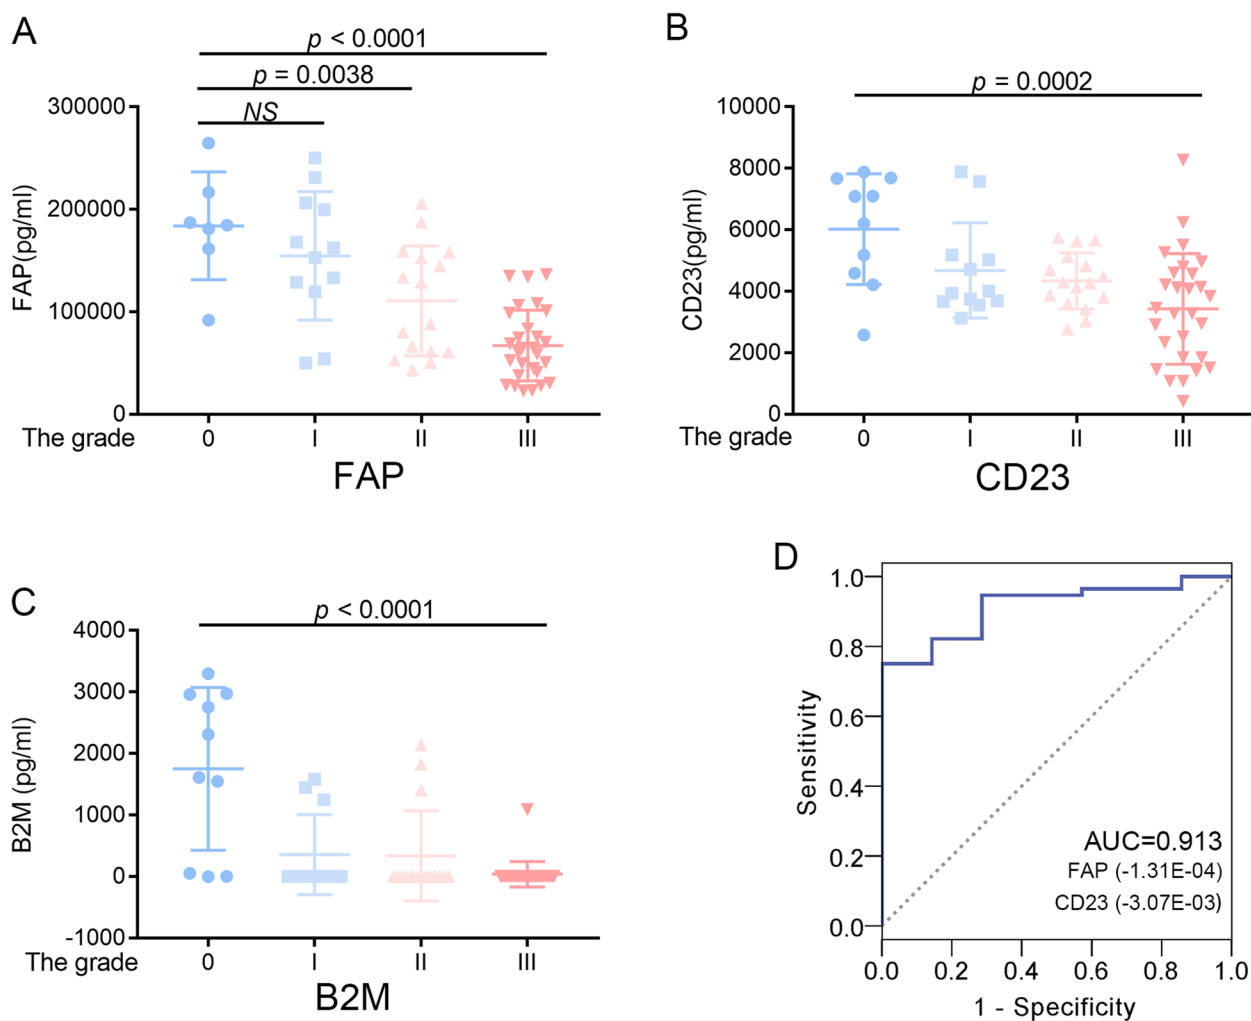 A
p < 0.0001
p = 0.0038
NS
300000
200000
100000
0
FAP(pg/ml)
The grade 0 I II III
FAP
B
p = 0.0002
10000
8000
6000
4000
2000
0
CD23(pg/ml)
The grade 0 I II III
CD23
C
p < 0.0001
4000
3000
2000
1000
0
-1000
B2M (pg/ml)
The grade 0 I II III
B2M
D
1.0
0.8
0.6
0.4
0.2
0.0
Sensitivity
AUC=0.913
FAP (-1.31E-04)
CD23 (-3.07E-03)
0.0 0.2 0.4 0.6 0.8 1.0
1 - Specificity